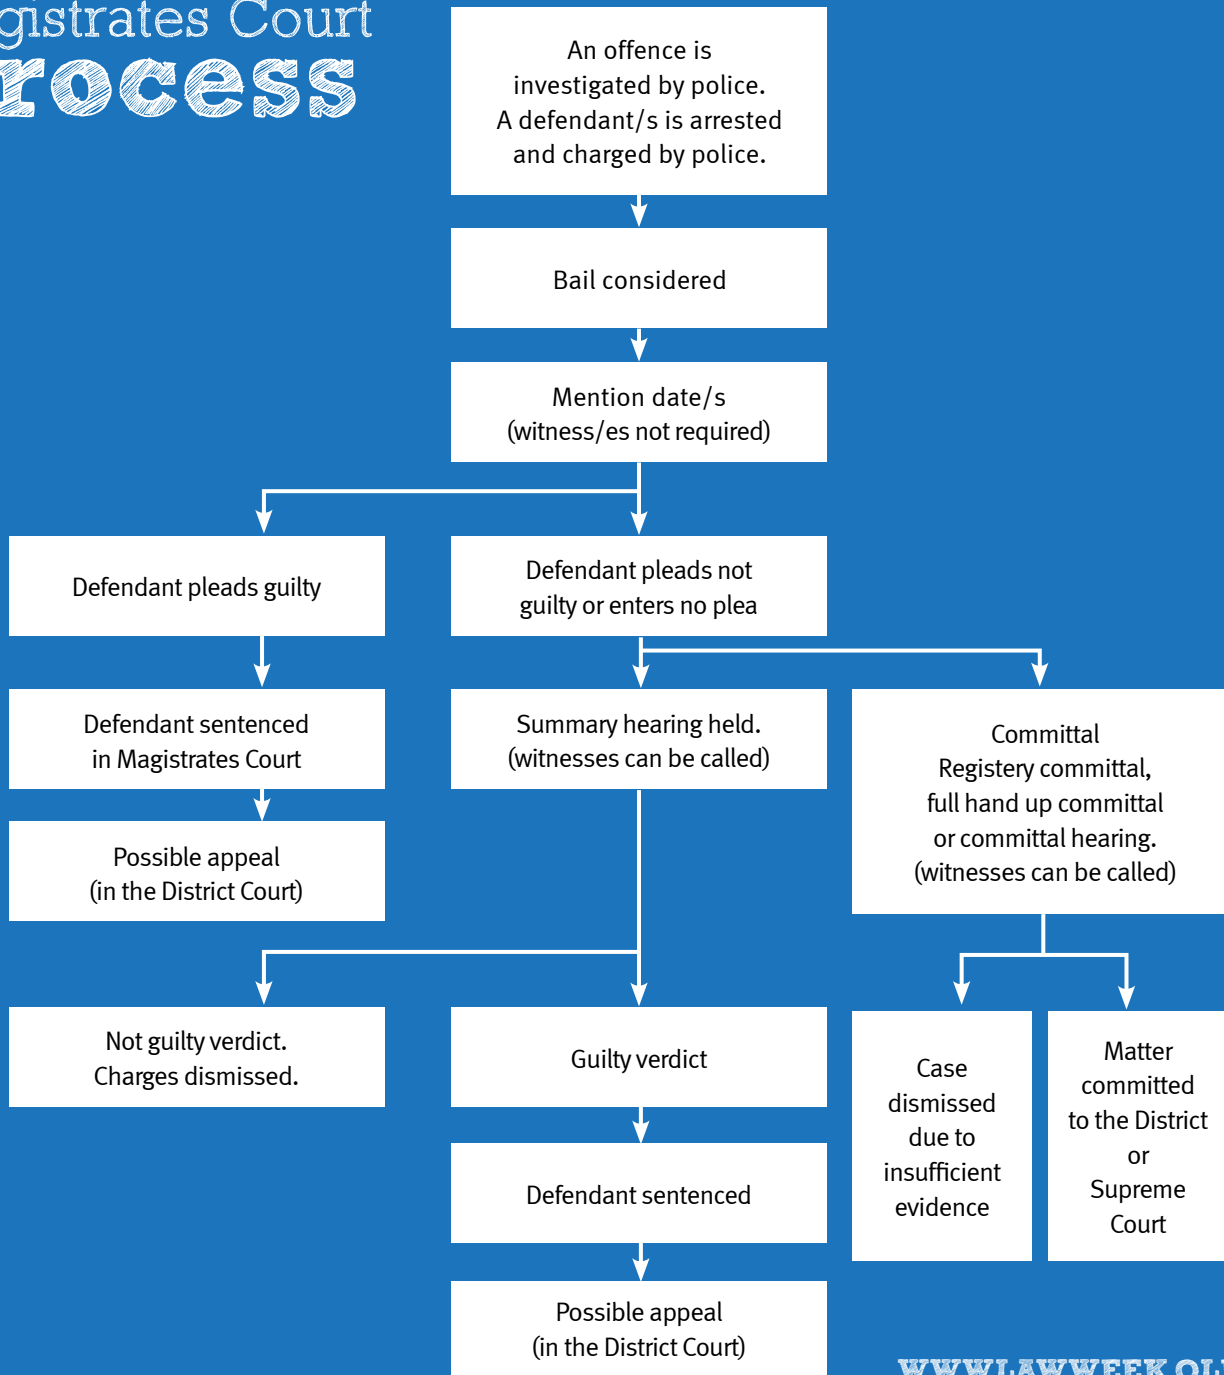 gistrates Court
rocess
An offence is
investigated by police.
A defendant/s is arrested
and charged by police.
Bail considered
Mention date/s
(witness/es not required)
Defendant pleads guilty
Defendant pleads not
guilty or enters no plea
Defendant sentenced
in Magistrates Court
Summary hearing held.
(witnesses can be called)
Committal
Registery committal,
full hand up committal
or committal hearing.
(witnesses can be called)
Possible appeal
(in the District Court)
Not guilty verdict.
Charges dismissed.
Guilty verdict
Case
dismissed
due to
insufficient
evidence
Matter
committed
to the District
or
Supreme
Court
Defendant sentenced
Possible appeal
(in the District Court)